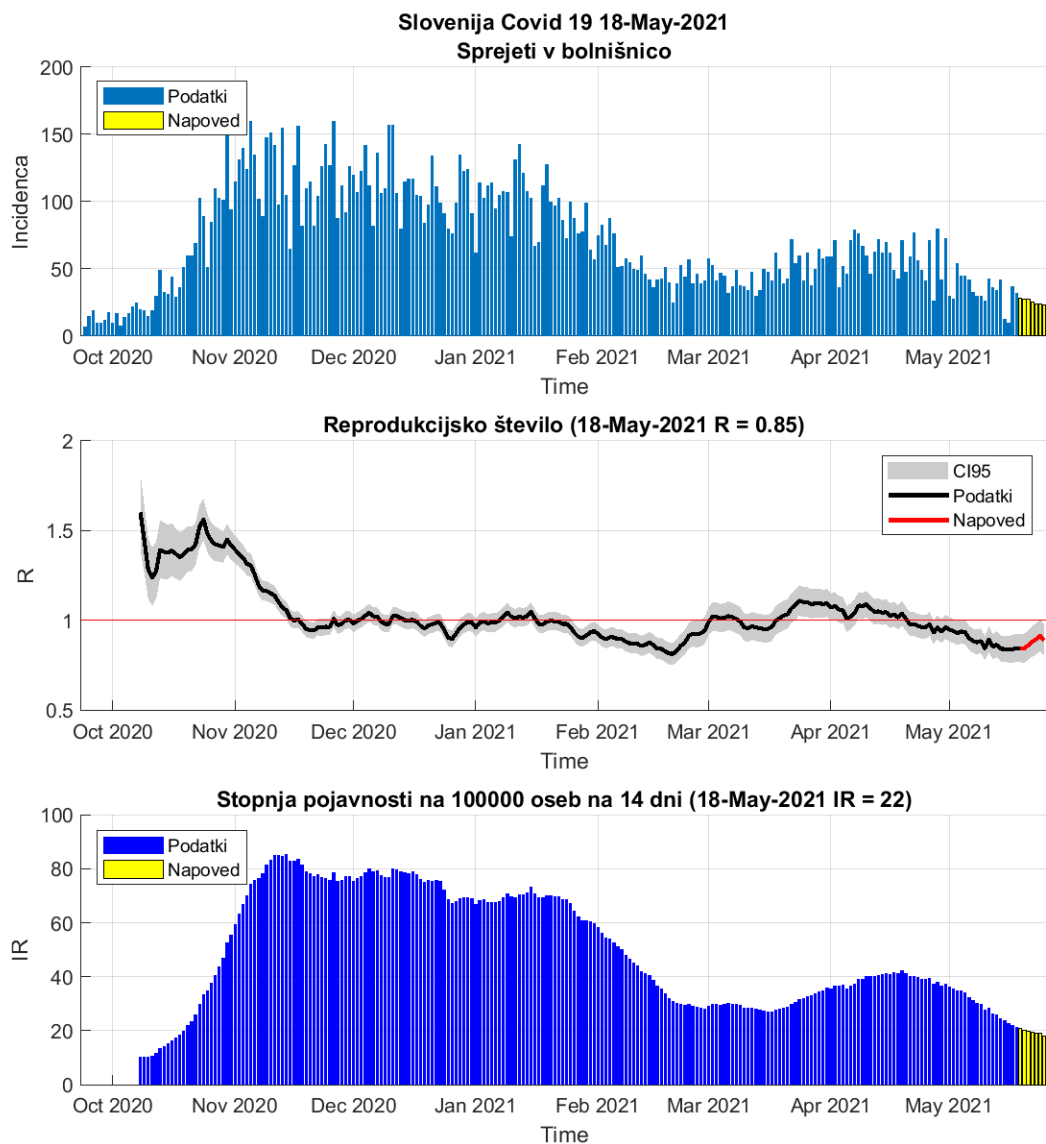 Slovenija Covid 19 18-May-2021
Sprejeti v bolnišnico
200
150
100
50
0
Incidenca
Podatki
Napoved
Oct 2020 Nov 2020 Dec 2020 Jan 2021 Feb 2021 Mar 2021 Apr 2021 May 2021
Time
Reprodukcijsko število (18-May-2021 R = 0.85)
2
1.5
1
0.5
R
CI95
Podatki
Napoved
Oct 2020 Nov 2020 Dec 2020 Jan 2021 Feb 2021 Mar 2021 Apr 2021 May 2021
Time
Stopnja pojavnosti na 100000 oseb na 14 dni (18-May-2021 IR = 22)
100
80
60
40
20
0
IR
Podatki
Napoved
Oct 2020 Nov 2020 Dec 2020 Jan 2021 Feb 2021 Mar 2021 Apr 2021 May 2021
Time